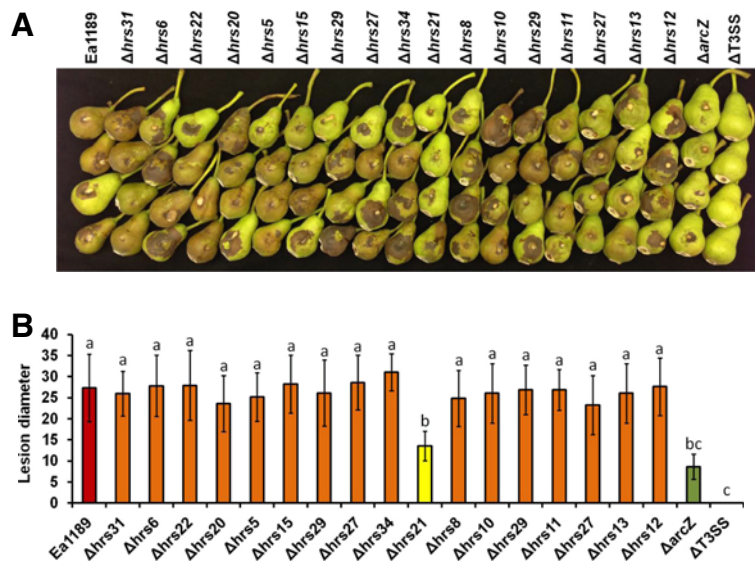 A
Ea1189
Δhrs31
Δhrs6
Δhrs22
Δhrs20
Δhrs5
Δhrs15
Δhrs29
Δhrs27
Δhrs34
Δhrs21
Δhrs8
Δhrs10
Δhrs29
Δhrs11
Δhrs27
Δhrs13
Δhrs12
ΔarcZ
ΔT3SS
B
Lesion diameter
40
35
30
25
20
15
10
5
0
a a a a a a a a a a b a a a a a a a bc c
Ea1189
Δhrs31
Δhrs6
Δhrs22
Δhrs20
Δhrs5
Δhrs15
Δhrs29
Δhrs27
Δhrs34
Δhrs21
Δhrs8
Δhrs10
Δhrs29
Δhrs11
Δhrs27
Δhrs13
Δhrs12
ΔarcZ
ΔT3SS